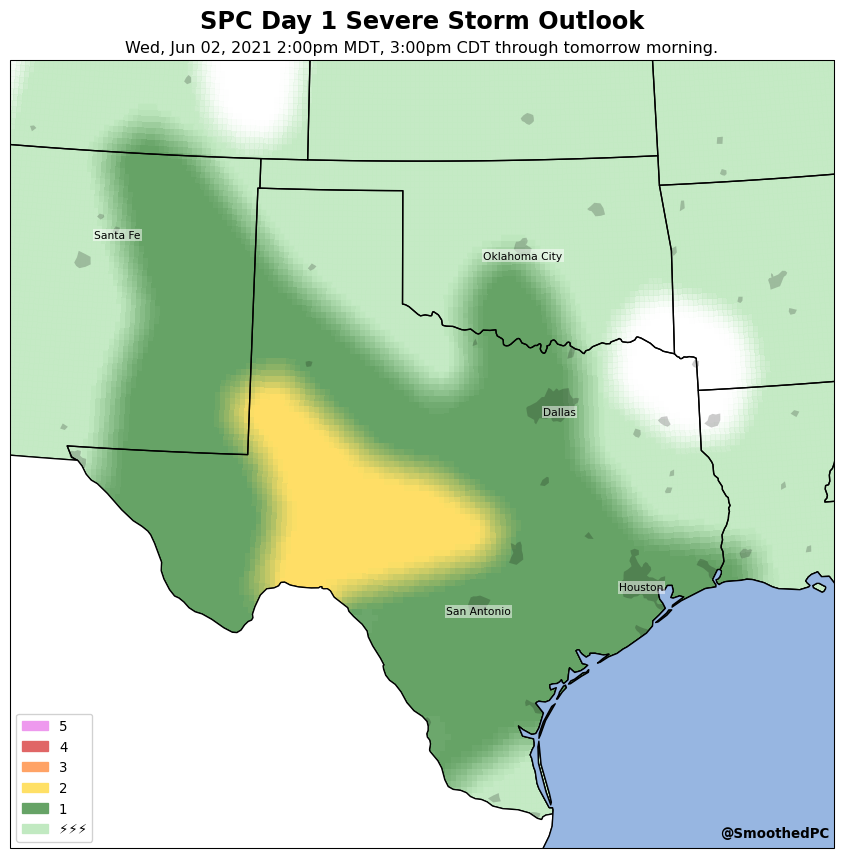 SPC Day 1 Severe Storm Outlook
Wed, Jun 02, 2021 2:00pm MDT, 3:00pm CDT through tomorrow morning.
Santa Fe
Oklahoma City
Dallas
Houston
San Antonio
5
4
3
2
1
⚡⚡⚡
@SmoothedPC